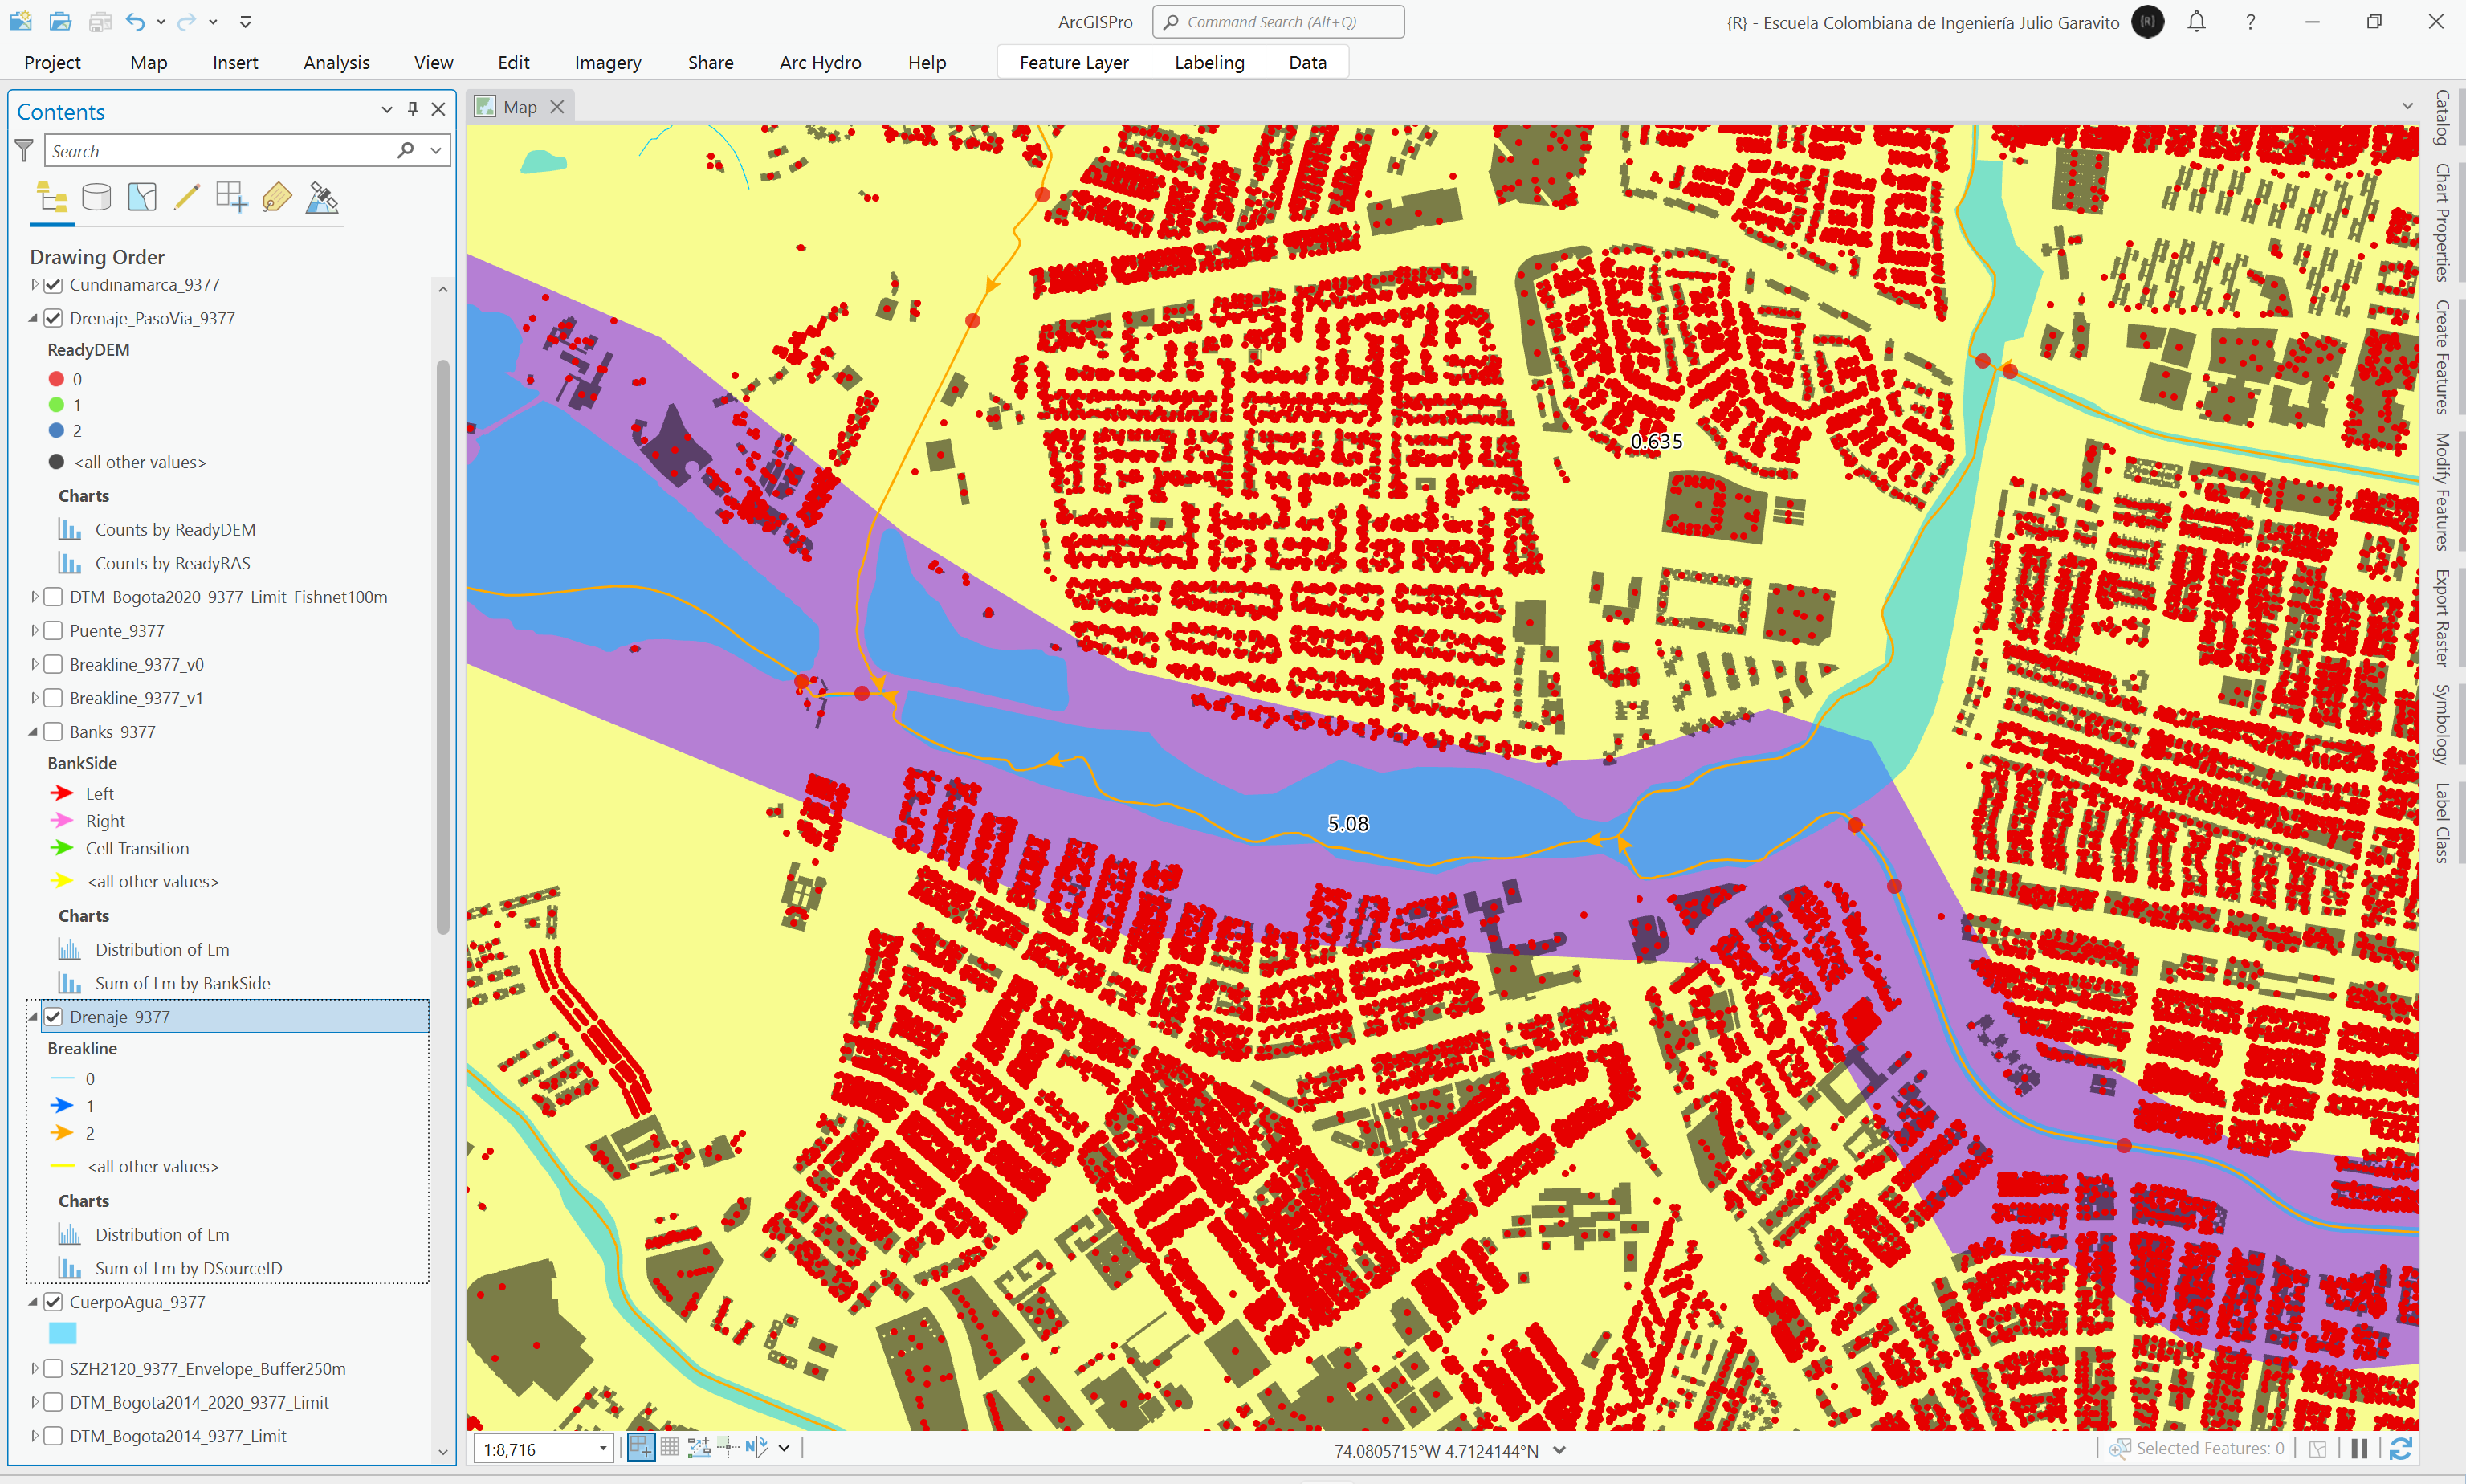 ArcGISPro
Command Search (Alt+Q)
{R} - Escuela Colombiana de Ingeniería Julio Garavito
{R}
Project Map Insert Analysis View Edit Imagery Share Arc Hydro Help Feature Layer Labeling Data
Contents
Search
Drawing Order
Cundinamarca_9377
Drenaje_PasoVia_9377
ReadyDEM
0
1
2
<all other values>
Charts
Counts by ReadyDEM
Counts by ReadyRAS
DTM_Bogota2020_9377_Limit_Fishnet100m
Puente_9377
Breakline_9377_v0
Breakline_9377_v1
Banks_9377
BankSide
Left
Right
Cell Transition
<all other values>
Charts
Distribution of Lm
Sum of Lm by BankSide
Drenaje_9377
Breakline
0
1
2
<all other values>
Charts
Distribution of Lm
Sum of Lm by DSourceID
CuerpoAgua_9377
SZH2120_9377_Envelope_Buffer250m
DTM_Bogota2014_2020_9377_Limit
DTM_Bogota2014_9377_Limit
Map
0.635
5.08
1:8,716
74.0805715°W 4.7124144°N
Selected Features: 0
Catalog
Chart Properties
Create Features
Modify Features
Export Raster
Symbology
Label Class